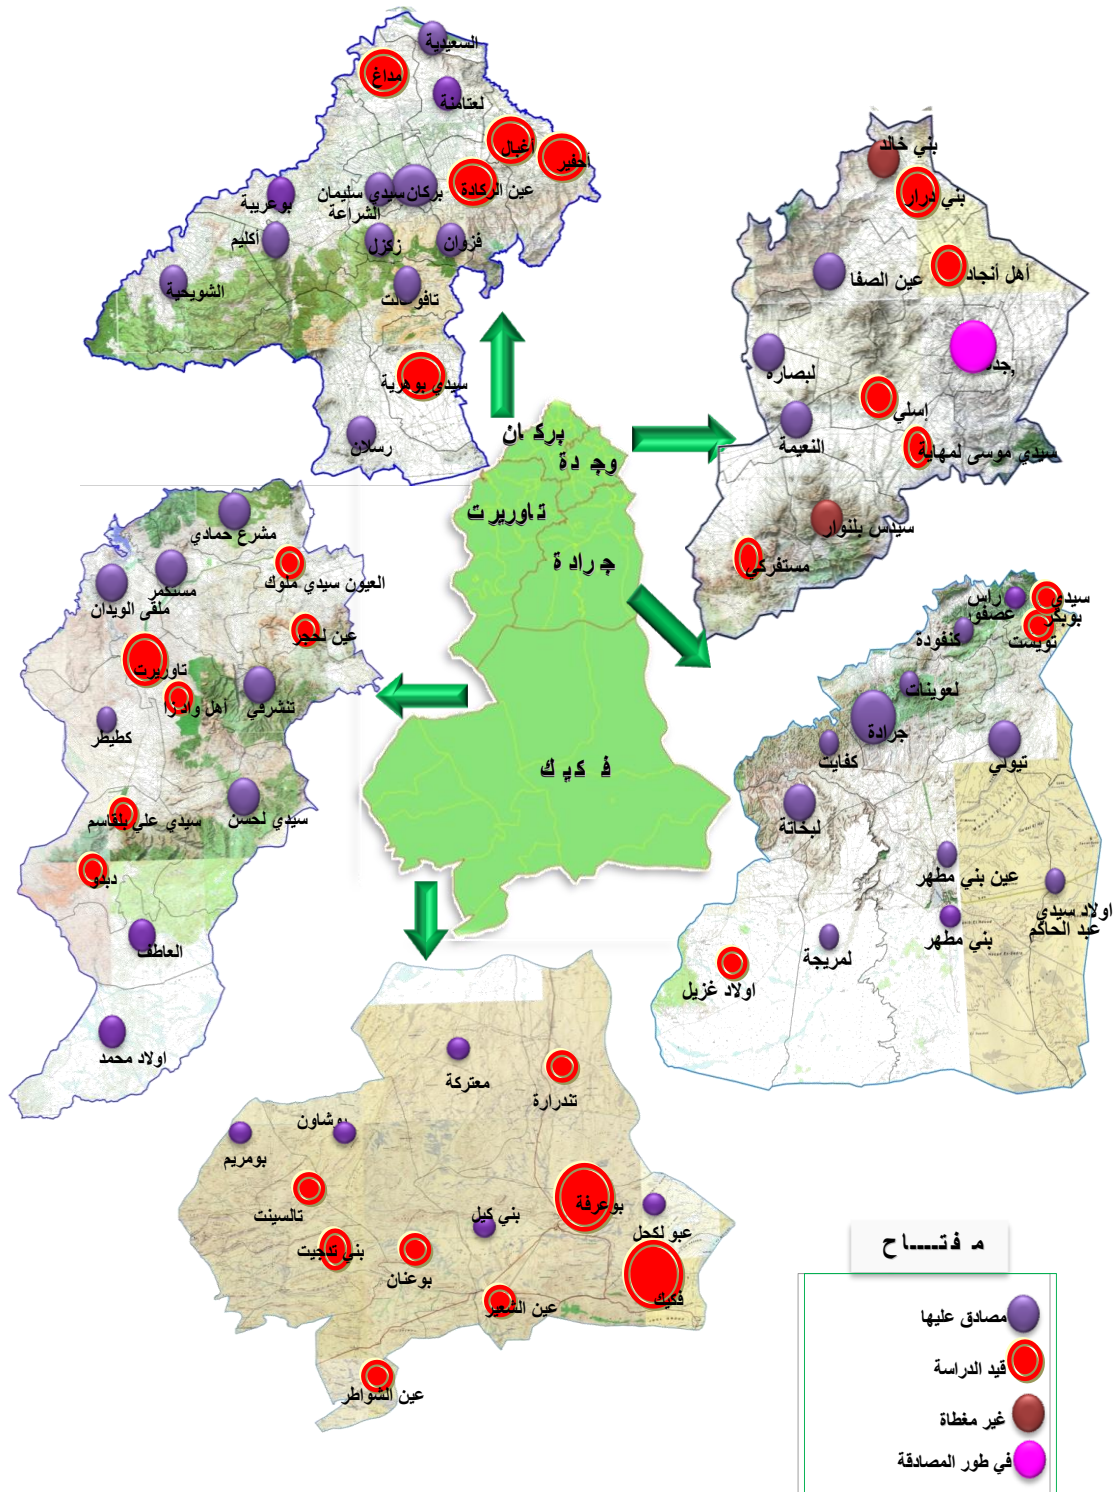 السعيدية
مداغ
لعثامنة
أغبال
أحفير
عين الركادة
بركان
سيدي سليمان
الشراعة
بوغريبة
أكليم
زكزل
فزوان
الشويحية
تافوغالت
سيدي بوهرية
رسلان
بني خالد
بني درار
أهل أنجاد
عين الصفا
وجدة
لبصارة
إسلي
النعيمة
سيدي موسى لمهاية
سيدس بلنوار
مستفركي
بركان
وجدة
تاوريرت
جرادة
فكيك
مشرع حمادي
العيون سيدي ملوك
مستكمر
ملقى الويدان
عين لحجر
تاوريرت
أهل واد زا
تنشرفي
كطيطر
سيدي علي بلقاسم
سيدي لحسن
دبدو
العاطف
اولاد محمد
راس
عصفور
سيدي
بوبكر
تويست
كنفودة
لعوينات
جرادة
كفايت
تيولي
لبخاتة
عين بني مطهر
اولاد سيدي
عبد الحاكم
بني مطهر
لمريجة
اولاد غزيل
معتركة
تندرارة
بوشاون
بومريم
تالسينت
بوعرفة
بني كيل
عبو لكحل
بني تدجيت
بوعنان
فكيك
عين الشعير
عين الشواطر
مفتــــاح
مصادق عليها
قيد الدراسة
غير مغطاة
في طور المصادقة